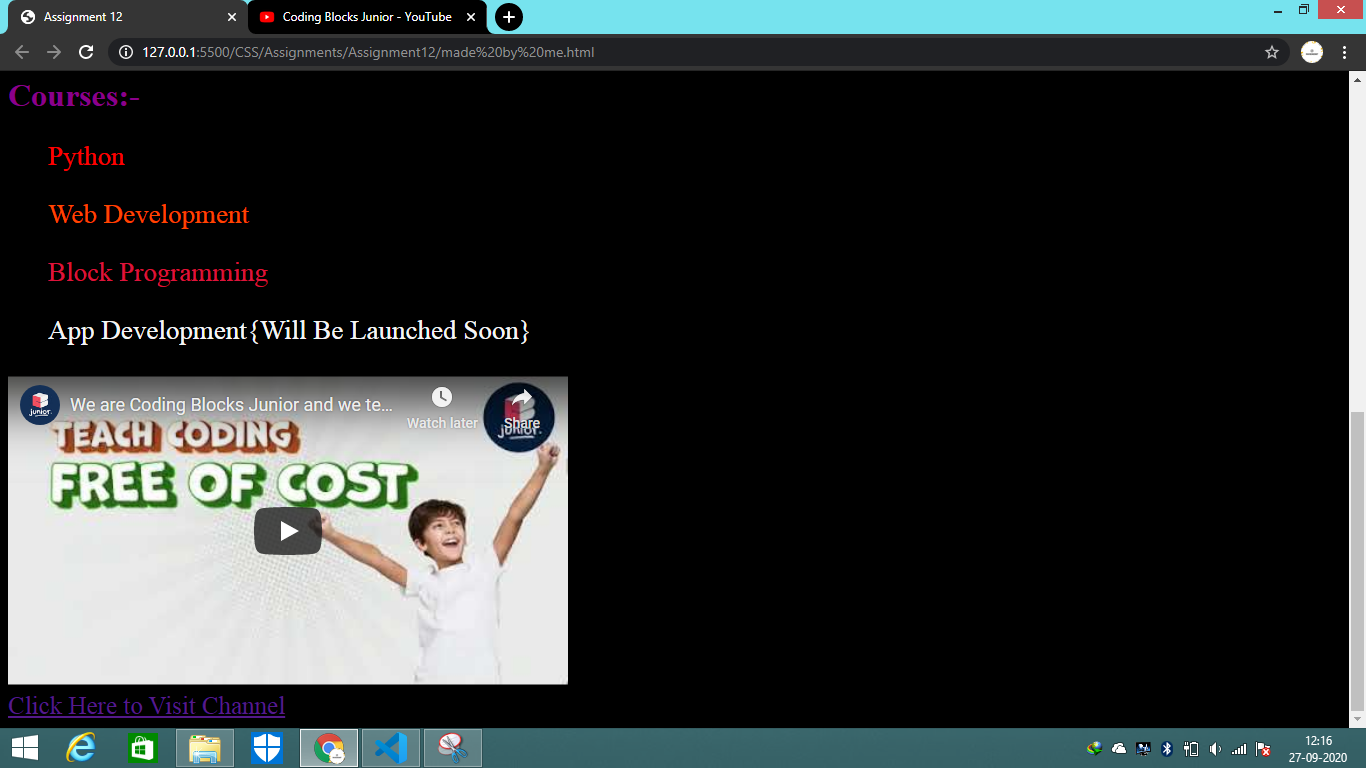 Assignment 12
Coding Blocks Junior - YouTube
127.0.0.1:5500/CSS/Assignments/Assignment12/made%20by%20me.html
Courses:-
Python
Web Development
Block Programming
App Development{Will Be Launched Soon}
junior.
We are Coding Blocks Junior and we te...
Watch later
Share
junior.
TEACH CODING
FREE OF COST
Click Here to Visit Channel
12:16
27-09-2020